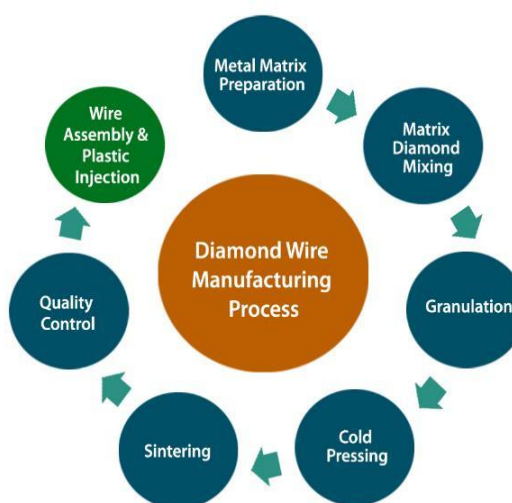 Metal Matrix
Preparation
Matrix
Diamond
Mixing
Granulation
Cold
Pressing
Sintering
Quality
Control
Wire
Assembly &
Plastic
Injection
Diamond Wire
Manufacturing
Process